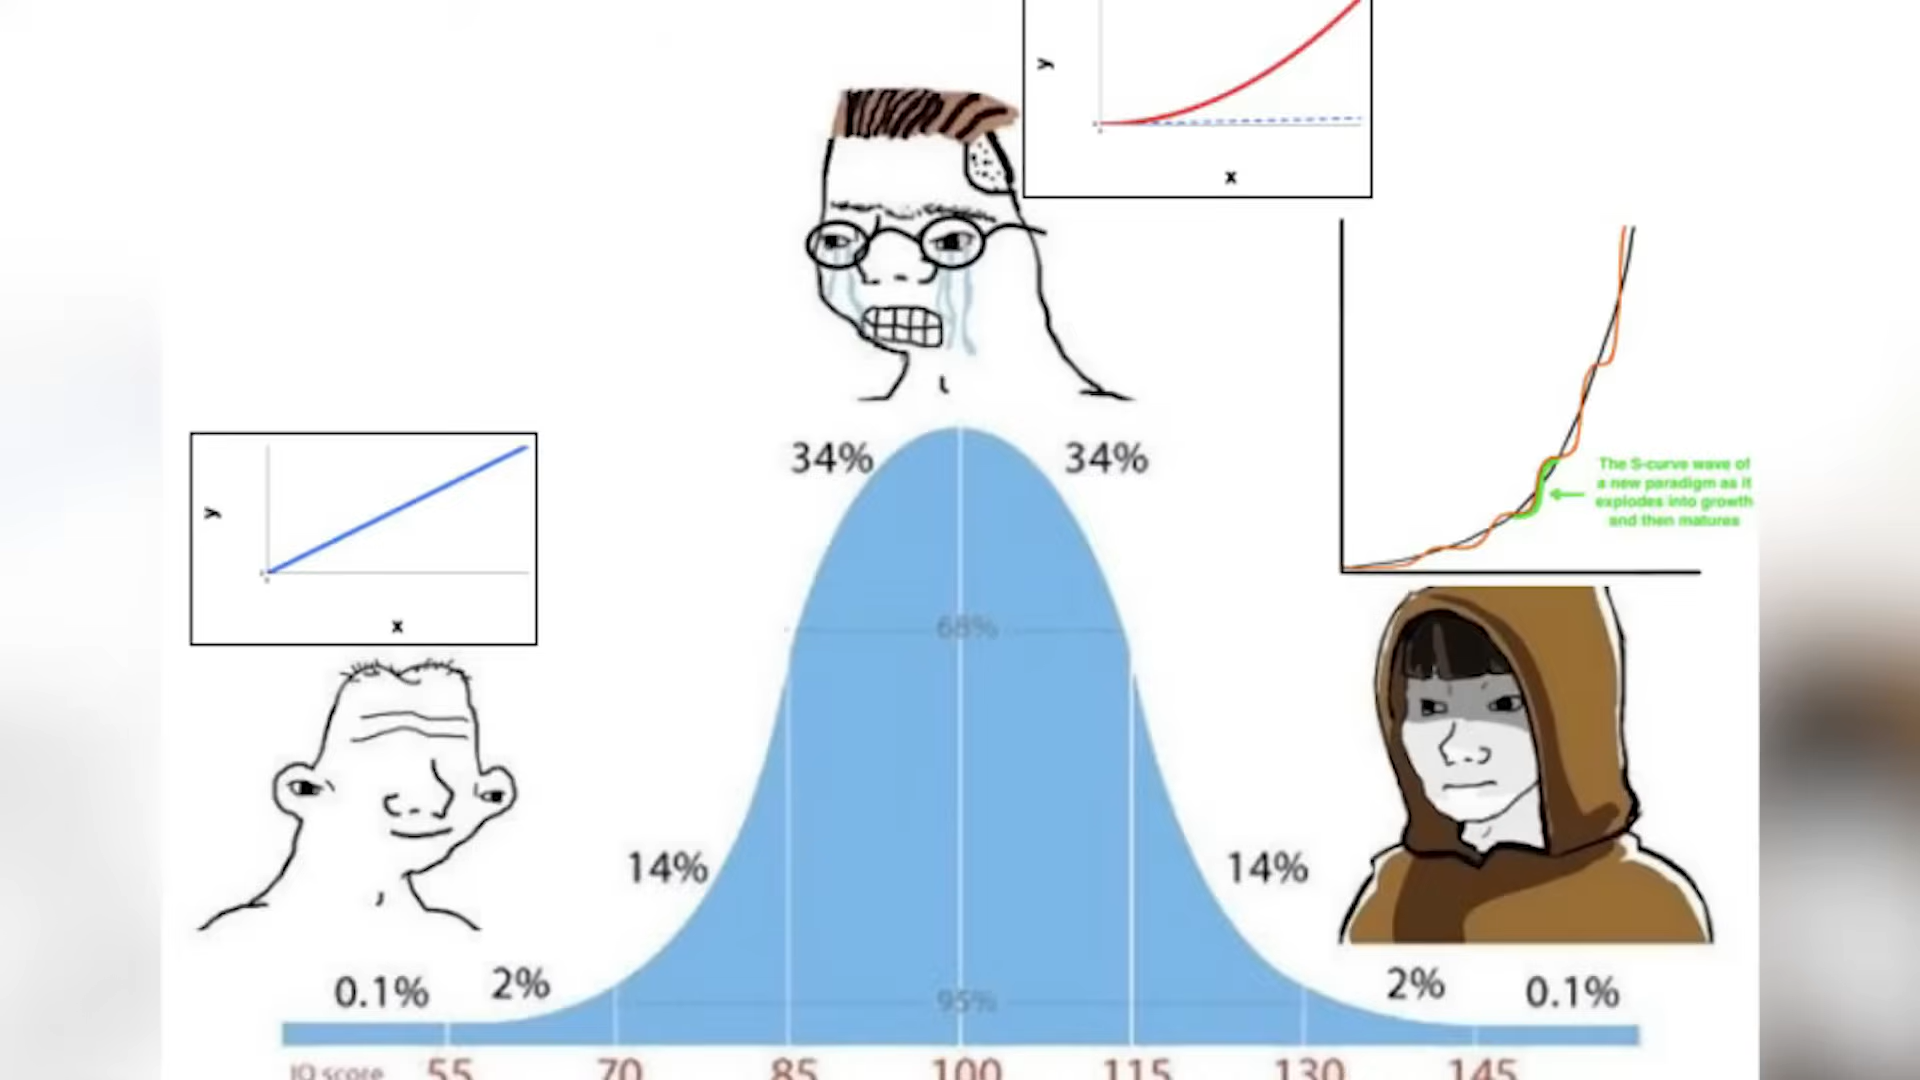 y
x
34%
34%
y
x
The S-curve wave of
a new paradigm as it
explodes into growth
and then matures
68%
14%
14%
0.1%
2%
95%
2%
0.1%
IQ score 55 70 85 100 115 130 145